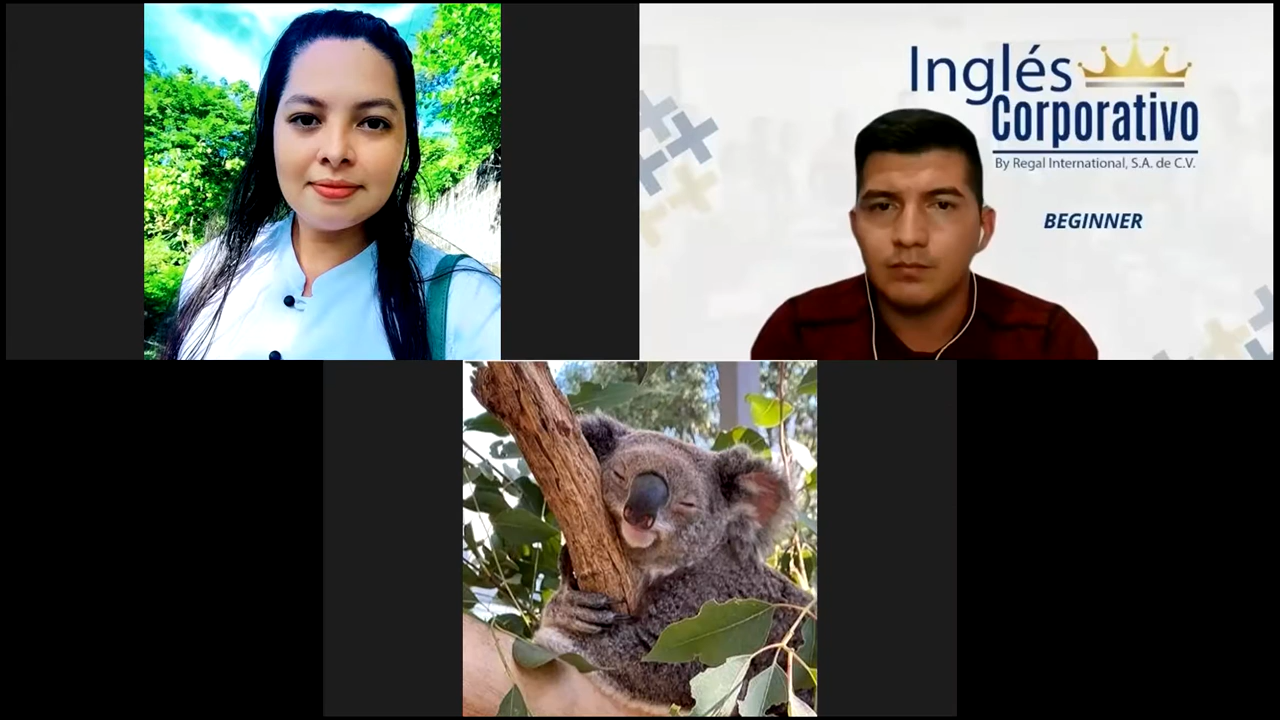 Inglés
Corporativo
By Regal International, S.A. de C.V.
BEGINNER